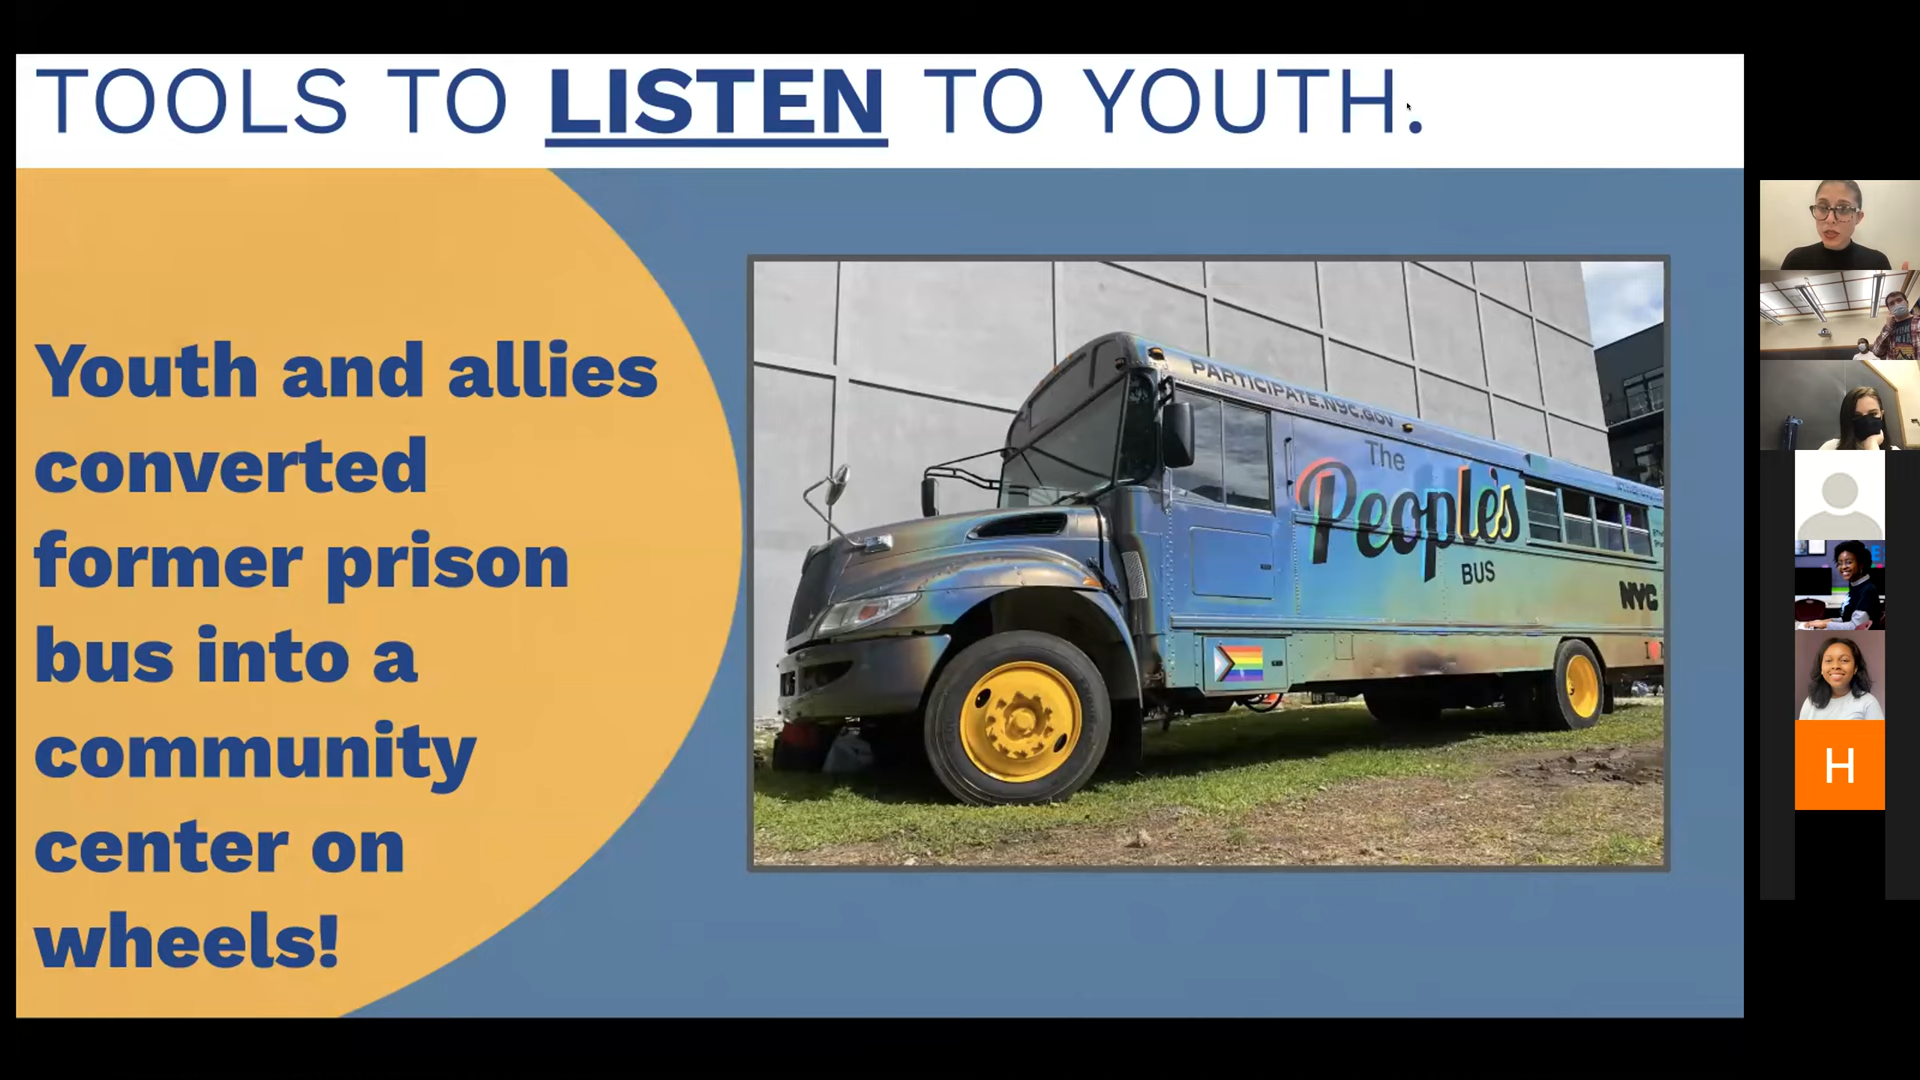 TOOLS TO LISTEN TO YOUTH.
Youth and allies
converted
former prison
bus into a
community
center on
wheels!
PARTICIPATE.NYC.GOV
The
People's
BUS
NYC
H